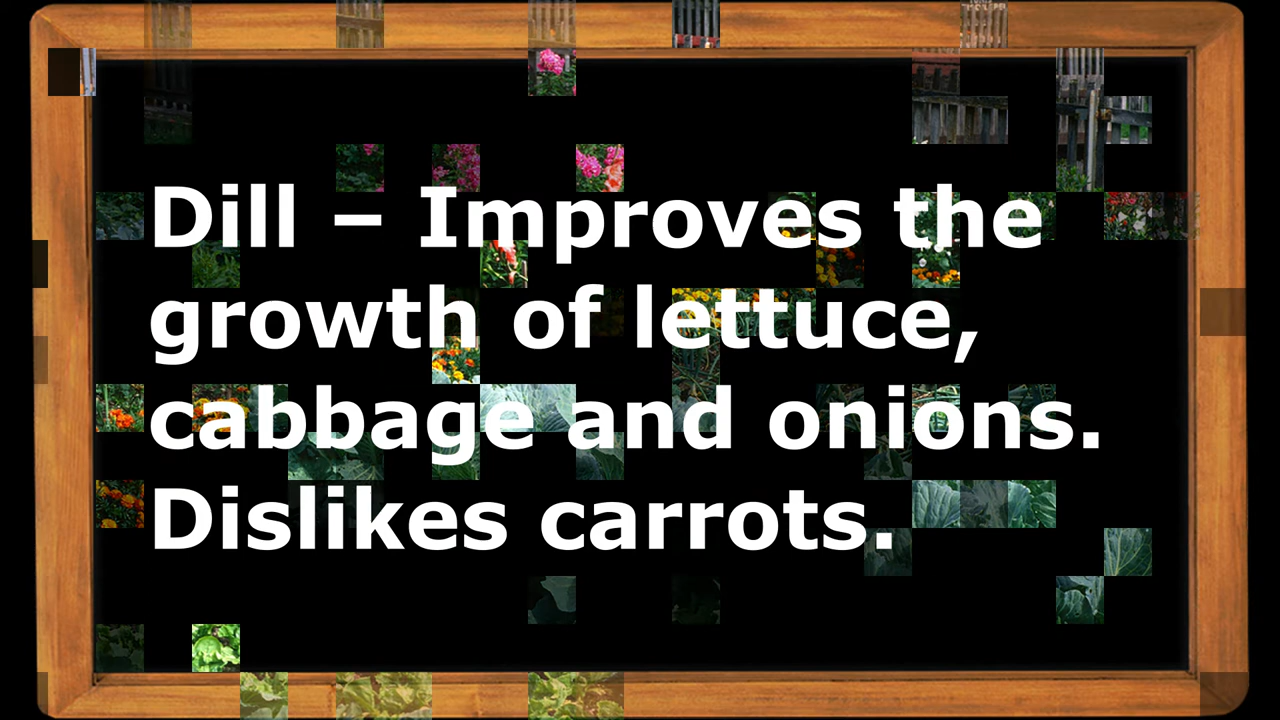 Dill – Improves the
growth of lettuce,
cabbage and onions.
Dislikes carrots.